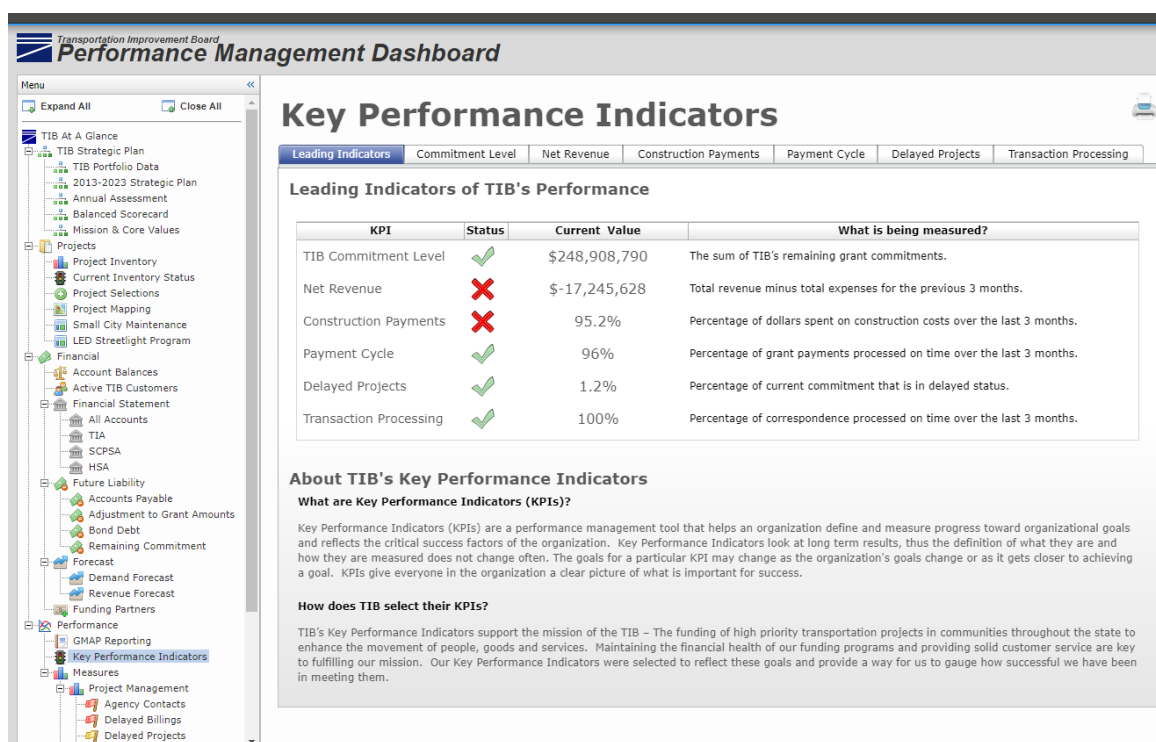 Transportation Improvement Board
Performance Management Dashboard
Menu «
Expand All Close All
TIB At A Glance
TIB Strategic Plan
TIB Portfolio Data
2013-2023 Strategic Plan
Annual Assessment
Balanced Scorecard
Mission & Core Values
Projects
Project Inventory
Current Inventory Status
Project Selections
Project Mapping
Small City Maintenance
LED Streetlight Program
Financial
Account Balances
Active TIB Customers
Financial Statement
All Accounts
TIA
SCPSA
HSA
Future Liability
Accounts Payable
Adjustment to Grant Amounts
Bond Debt
Remaining Commitment
Forecast
Demand Forecast
Revenue Forecast
Funding Partners
Performance
GMAP Reporting
Key Performance Indicators
Measures
Project Management
Agency Contacts
Delayed Billings
Delayed Projects
Key Performance Indicators
Leading Indicators Commitment Level Net Revenue Construction Payments Payment Cycle Delayed Projects Transaction Processing
Leading Indicators of TIB's Performance
KPI Status Current Value What is being measured?
TIB Commitment Level $248,908,790 The sum of TIB's remaining grant commitments.
Net Revenue $-17,245,628 Total revenue minus total expenses for the previous 3 months.
Construction Payments 95.2% Percentage of dollars spent on construction costs over the last 3 months.
Payment Cycle 96% Percentage of grant payments processed on time over the last 3 months.
Delayed Projects 1.2% Percentage of current commitment that is in delayed status.
Transaction Processing 100% Percentage of correspondence processed on time over the last 3 months.
About TIB's Key Performance Indicators
What are Key Performance Indicators (KPIs)?
Key Performance Indicators (KPIs) are a performance management tool that helps an organization define and measure progress toward organizational goals
and reflects the critical success factors of the organization. Key Performance Indicators look at long term results, thus the definition of what they are and
how they are measured does not change often. The goals for a particular KPI may change as the organization's goals change or as it gets closer to achieving
a goal. KPIs give everyone in the organization a clear picture of what is important for success.
How does TIB select their KPIs?
TIB's Key Performance Indicators support the mission of the TIB – The funding of high priority transportation projects in communities throughout the state to
enhance the movement of people, goods and services. Maintaining the financial health of our funding programs and providing solid customer service are key
to fulfilling our mission. Our Key Performance Indicators were selected to reflect these goals and provide a way for us to gauge how successful we have been
in meeting them.